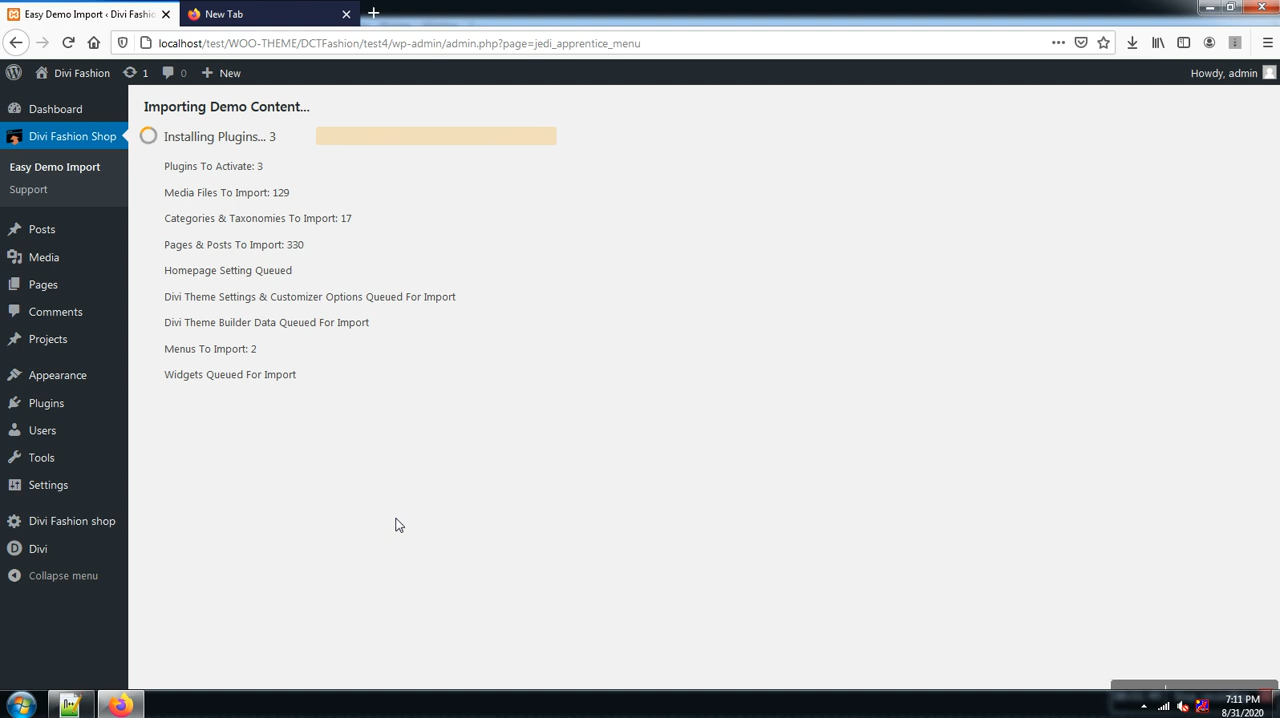 Easy Demo Import ‹ Divi Fashio
New Tab
localhost/test/WOO-THEME/DCTFashion/test4/wp-admin/admin.php?page=jedi_apprentice_menu
Divi Fashion
1
0
New
Howdy, admin
Dashboard
Divi Fashion Shop
Easy Demo Import
Support
Posts
Media
Pages
Comments
Projects
Appearance
Plugins
Users
Tools
Settings
Divi Fashion shop
Divi
Collapse menu
Importing Demo Content...
Installing Plugins... 3
Plugins To Activate: 3
Media Files To Import: 129
Categories & Taxonomies To Import: 17
Pages & Posts To Import: 330
Homepage Setting Queued
Divi Theme Settings & Customizer Options Queued For Import
Divi Theme Builder Data Queued For Import
Menus To Import: 2
Widgets Queued For Import
7:11 PM
8/31/2020